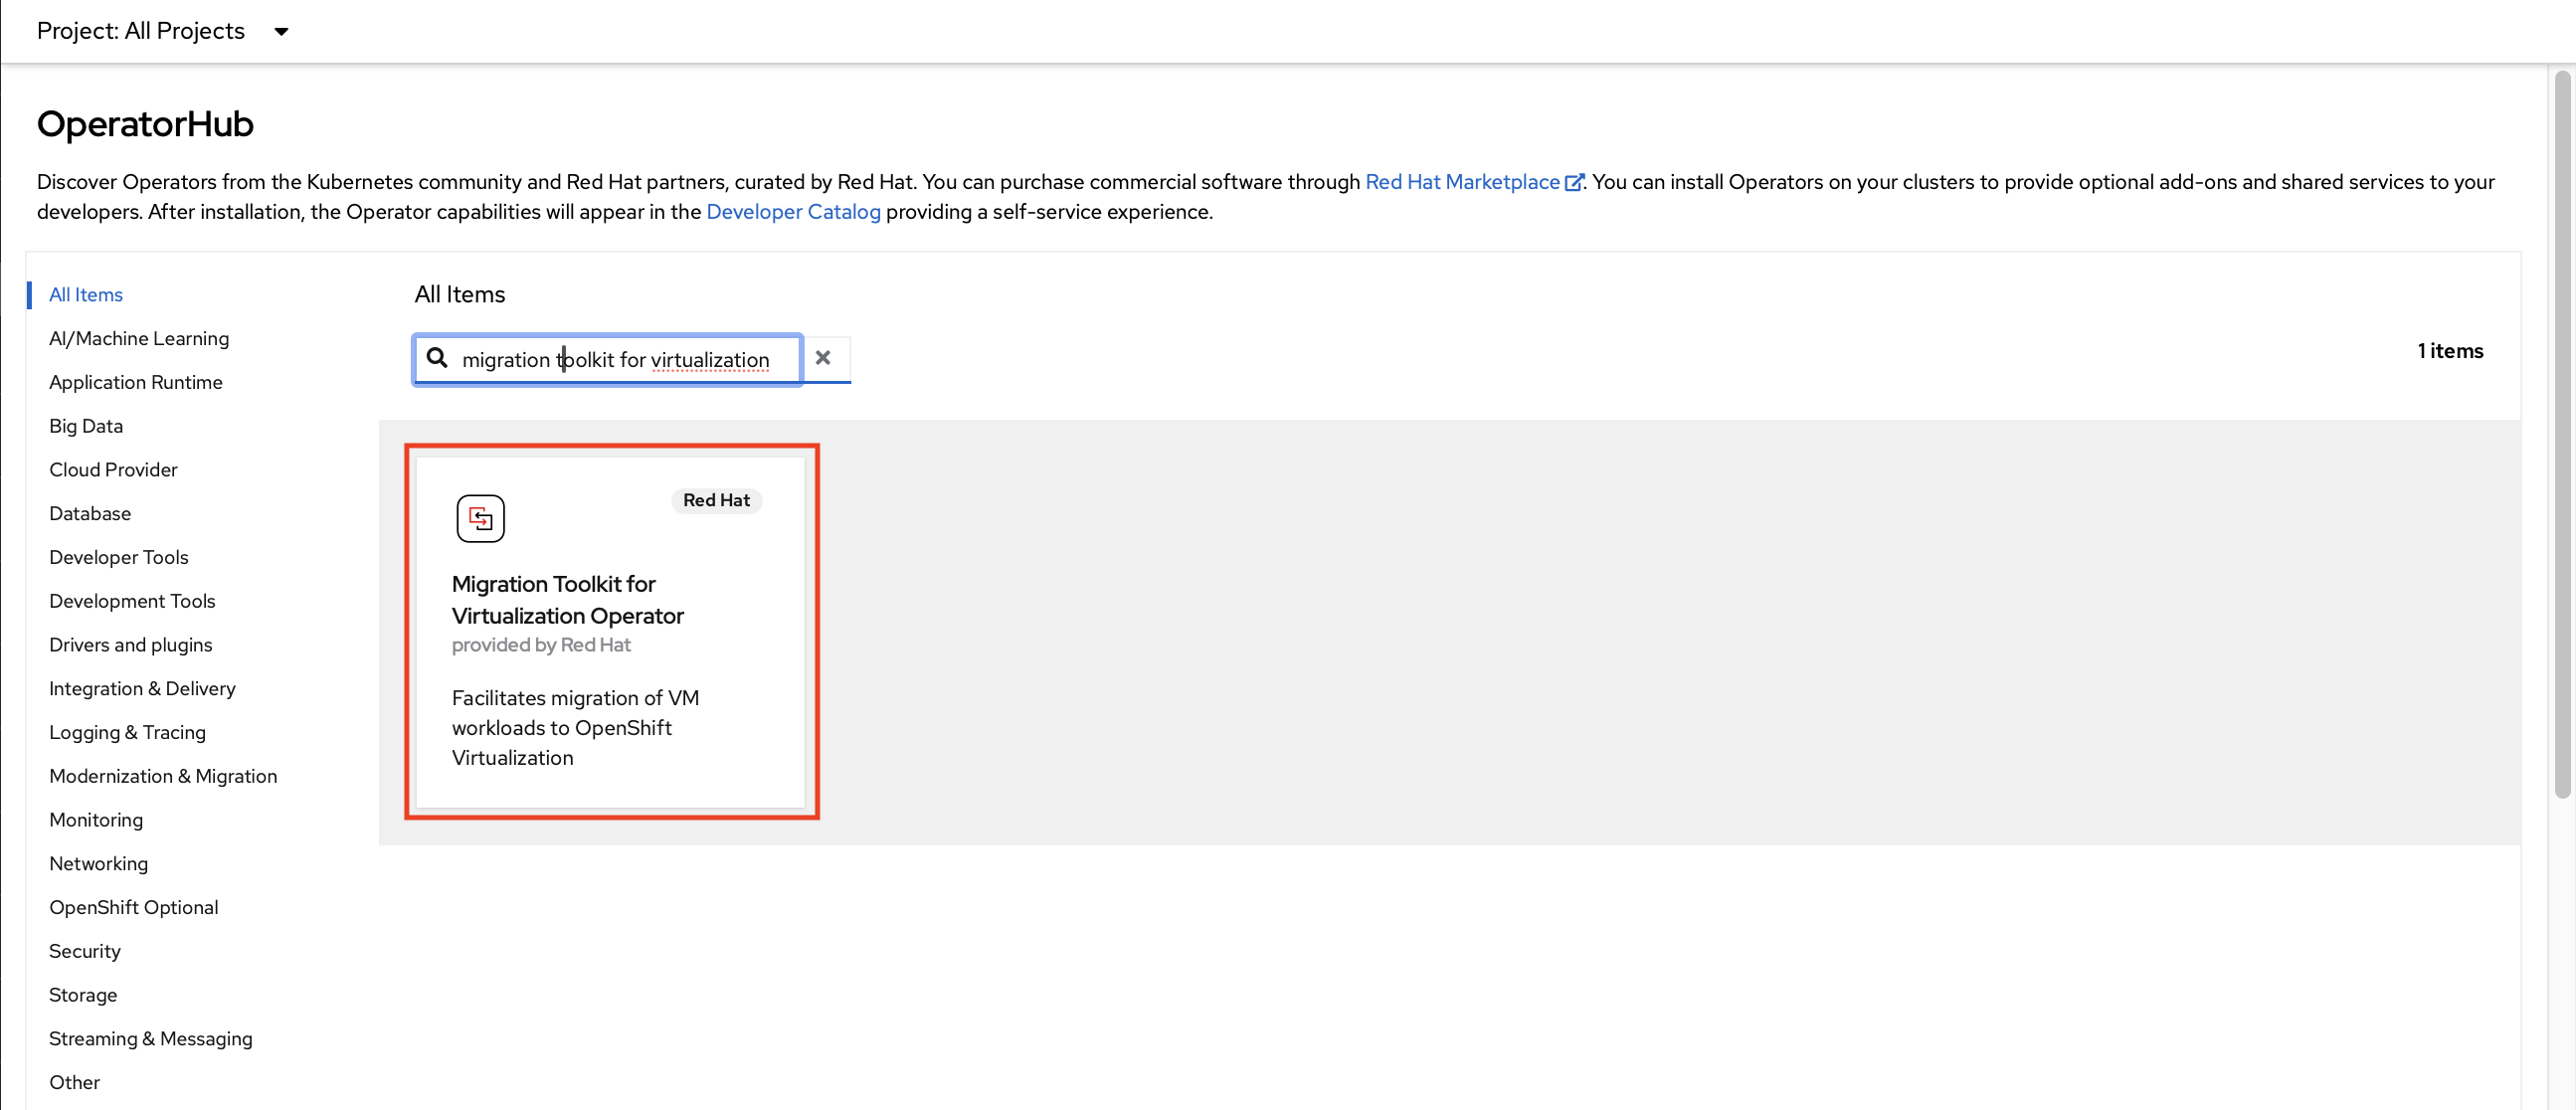 Project: All Projects
OperatorHub
Discover Operators from the Kubernetes community and Red Hat partners, curated by Red Hat. You can purchase commercial software through Red Hat Marketplace. You can install Operators on your clusters to provide optional add-ons and shared services to your
developers. After installation, the Operator capabilities will appear in the Developer Catalog providing a self-service experience.
All Items
AI/Machine Learning
Application Runtime
Big Data
Cloud Provider
Database
Developer Tools
Development Tools
Drivers and plugins
Integration & Delivery
Logging & Tracing
Modernization & Migration
Monitoring
Networking
OpenShift Optional
Security
Storage
Streaming & Messaging
Other
All Items
migration toolkit for virtualization
1 items
Red Hat
Migration Toolkit for
Virtualization Operator
provided by Red Hat
Facilitates migration of VM
workloads to OpenShift
Virtualization